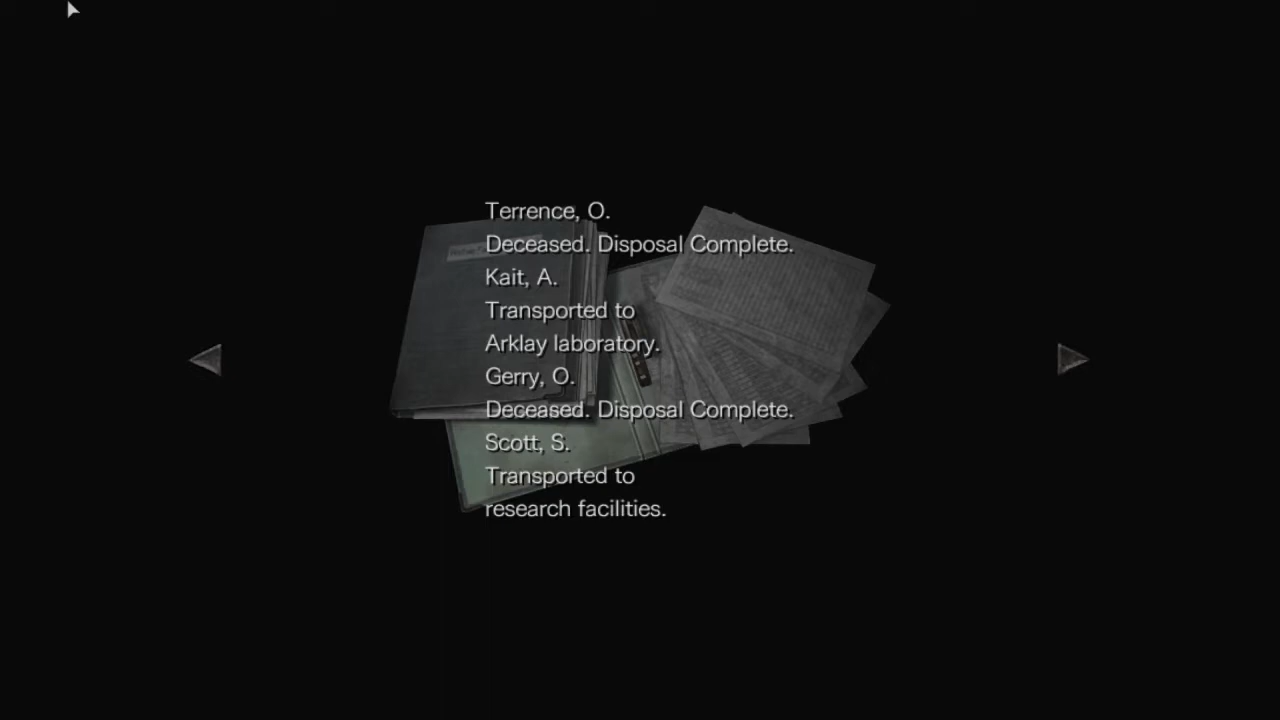 Terrence, O.
Deceased. Disposal Complete.
Kait, A.
Transported to
Arklay laboratory.
Gerry, O.
Deceased. Disposal Complete.
Scott, S.
Transported to
research facilities.